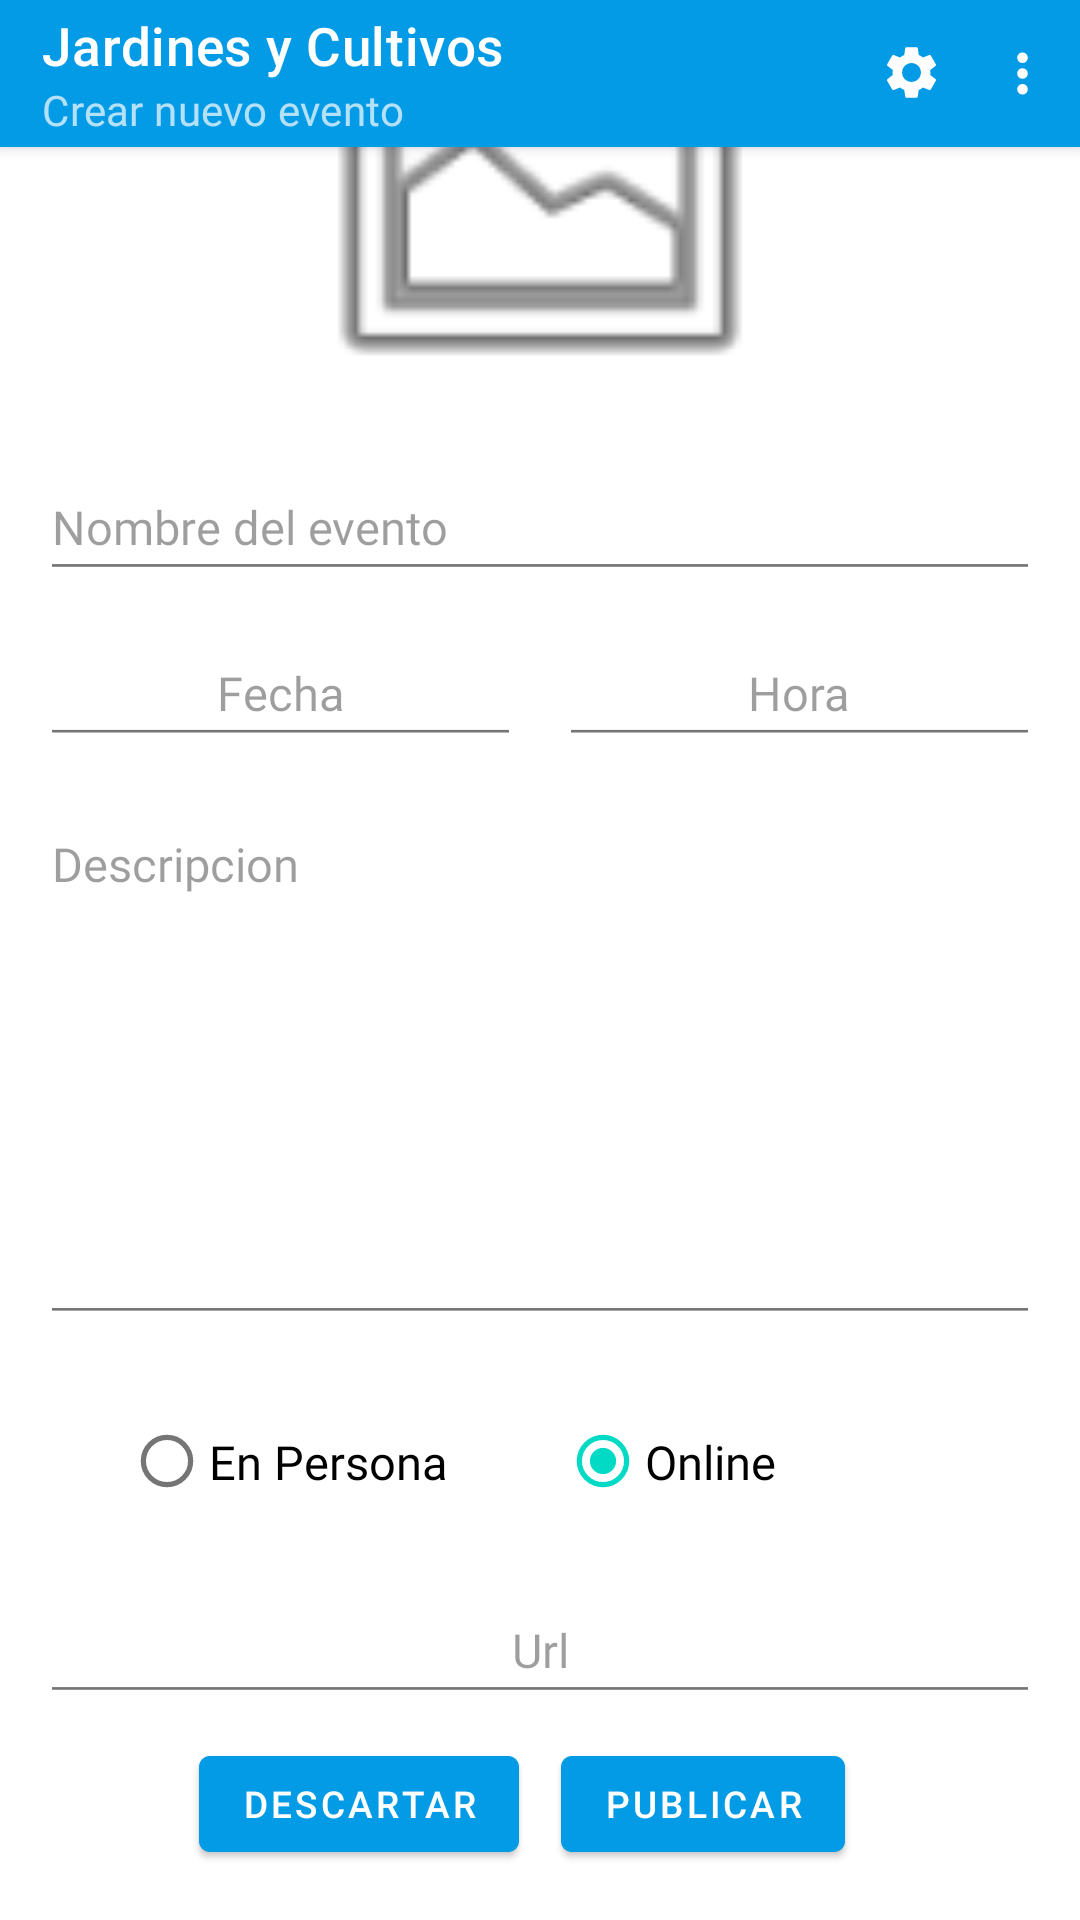 Jardines y Cultivos
Crear nuevo evento
Nombre del evento
Fecha
Hora
Descripcion
En Persona
Online
Url
DESCARTAR
PUBLICAR